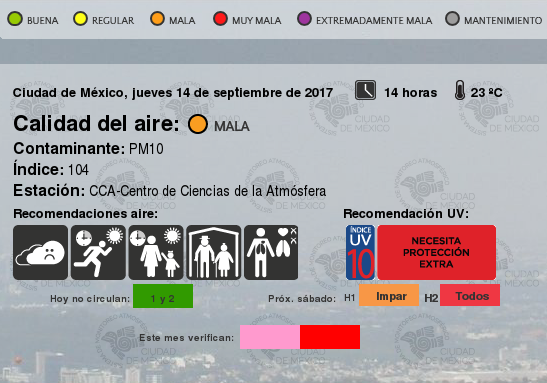 BUENA REGULAR MALA MUY MALA EXTREMADAMENTE MALA MANTENIMIENTO
Ciudad de México, jueves 14 de septiembre de 2017 14 horas 23 ºC
Calidad del aire: MALA
Contaminante: PM10
Índice: 104
Estación: CCA-Centro de Ciencias de la Atmósfera
Recomendaciones aire: Recomendación UV:
ÍNDICE
UV
10
NECESITA
PROTECCIÓN
EXTRA
Hoy no circulan: 1 y 2 Próx. sábado: H1 Impar H2 Todos
Este mes verifican:
CIUDAD
DE MÉXICO